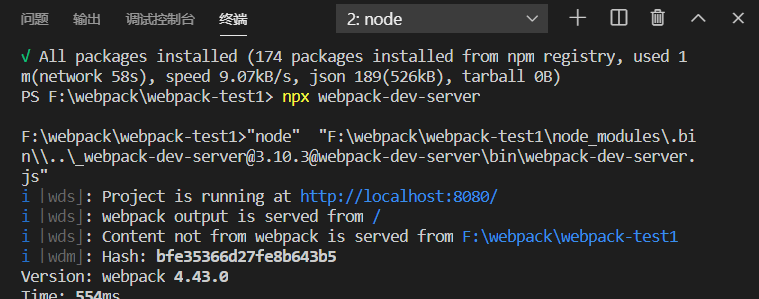 问题 输出 调试控制台 终端 2: node
√ All packages installed (174 packages installed from npm registry, used 1
m(network 58s), speed 9.07kB/s, json 189(526kB), tarball 0B)
PS F:\webpack\webpack-test1> npx webpack-dev-server
F:\webpack\webpack-test1>"node"  "F:\webpack\webpack-test1\node_modules\.bi
n\\..\_webpack-dev-server@3.10.3@webpack-dev-server\bin\webpack-dev-server.
js"
i ｢wds｣: Project is running at http://localhost:8080/
i ｢wds｣: webpack output is served from /
i ｢wds｣: Content not from webpack is served from F:\webpack\webpack-test1
i ｢wdm｣: Hash: bfe35366d27fe8b643b5
Version: webpack 4.43.0
Time: 554ms